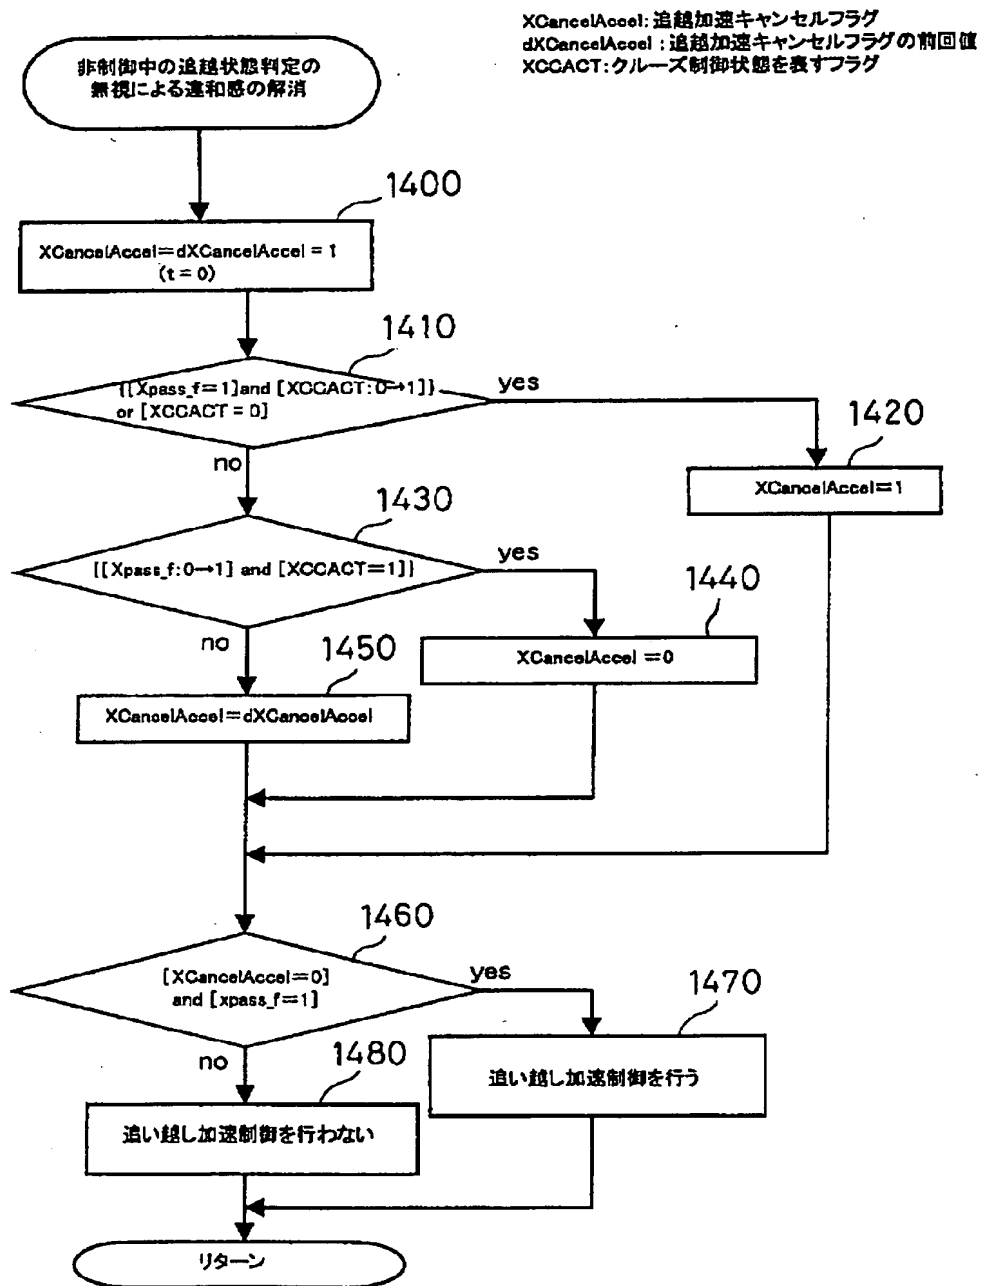 XCancelAccel:追越加速キャンセルフラグ
dXCancelAccel:追越加速キャンセルフラグの前回値
XCCACT:クルーズ制御状態を表すフラグ
非制御中の追越状態判定の
無視による違和感の解消
1400
XCancelAccel=dXCancelAccel = 1
(t = 0)
1410
{[Xpass_f=1]and [XCCACT:0→1]}
or [XCCACT = 0]
yes
no
1420
XCancelAccel=1
1430
{[Xpass_f:0→1] and [XCCACT=1]}
yes
no
1440
XCancelAccel =0
1450
XCancelAccel=dXCancelAccel
1460
[XCancelAccel=0]
and [xpass_f=1]
yes
no
1470
追い越し加速制御を行う
1480
追い越し加速制御を行わない
リターン